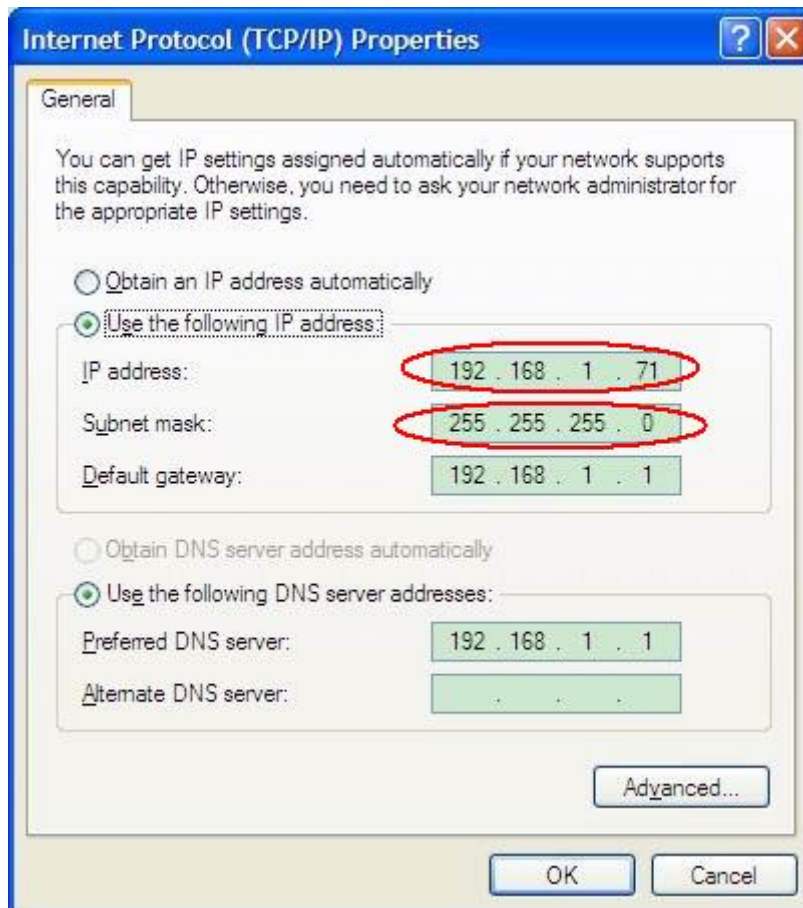 Internet Protocol (TCP/IP) Properties
General
You can get IP settings assigned automatically if your network supports
this capability. Otherwise, you need to ask your network administrator for
the appropriate IP settings.
Obtain an IP address automatically
Use the following IP address:
IP address: 192 . 168 . 1 . 71
Subnet mask: 255 . 255 . 255 . 0
Default gateway: 192 . 168 . 1 . 1
Obtain DNS server address automatically
Use the following DNS server addresses:
Preferred DNS server: 192 . 168 . 1 . 1
Alternate DNS server: . . .
Advanced...
OK Cancel